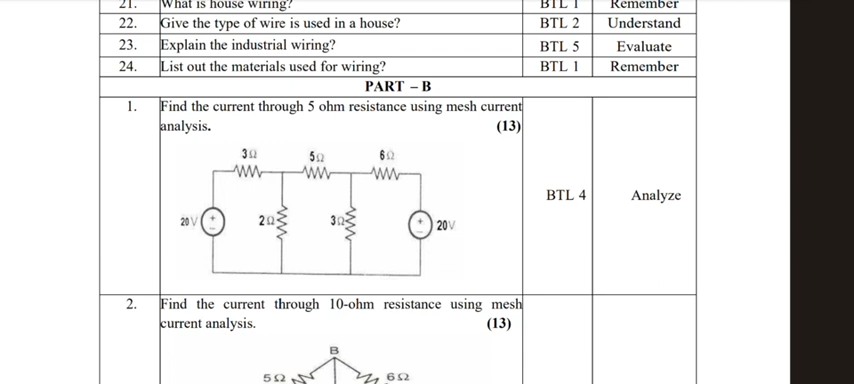 21. What is house wiring? BTL 1 Remember
22. Give the type of wire is used in a house? BTL 2 Understand
23. Explain the industrial wiring? BTL 5 Evaluate
24. List out the materials used for wiring? BTL 1 Remember
PART – B
1. Find the current through 5 ohm resistance using mesh current
analysis. (13)
3Ω 5Ω 6Ω
BTL 4 Analyze
20V 2Ω 3Ω 20V
2. Find the current through 10-ohm resistance using mesh
current analysis. (13)
B
5Ω 6Ω